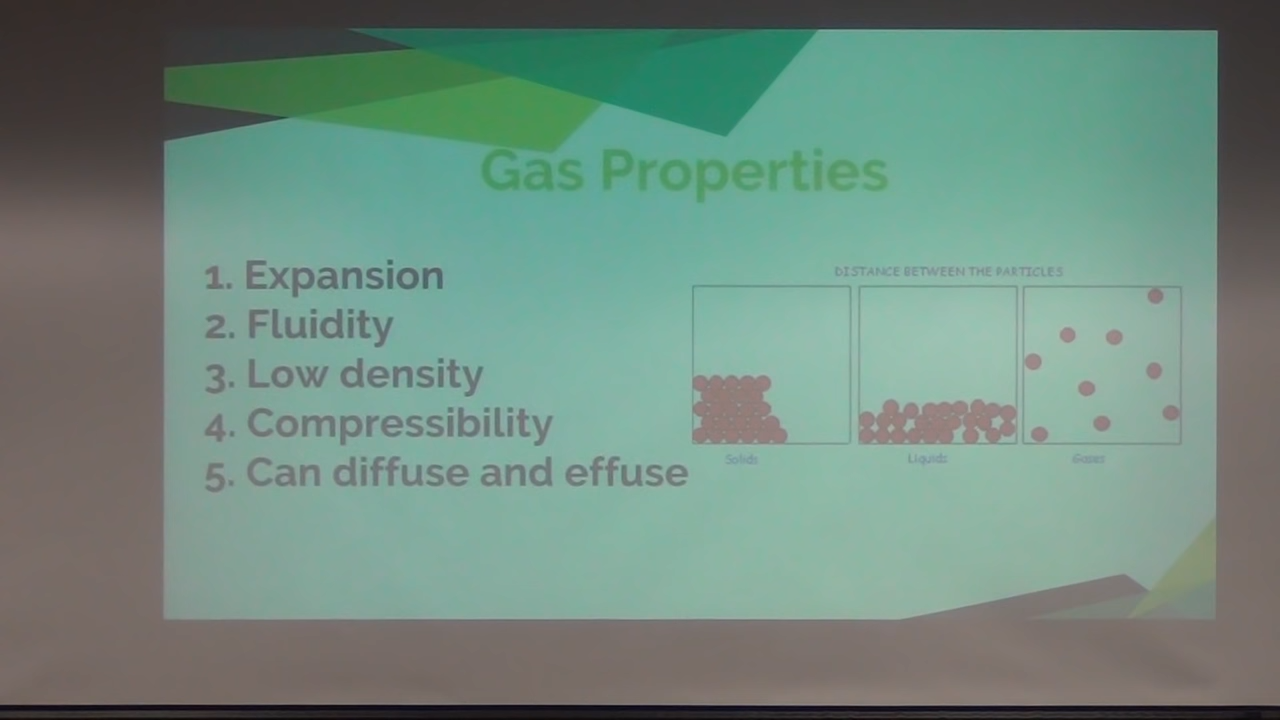 Gas Properties
1. Expansion
2. Fluidity
3. Low density
4. Compressibility
5. Can diffuse and effuse
DISTANCE BETWEEN THE PARTICLES
Solids
Liquids
Gases